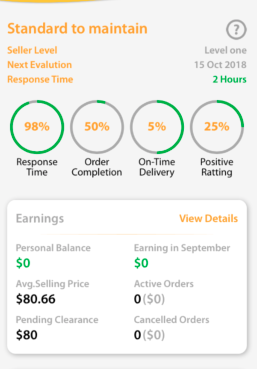 Standard to maintain ?
Seller Level Level one
Next Evalution 15 Oct 2018
Response Time 2 Hours
98% 50% 5% 25%
Response Order On-Time Positive
Time Completion Delivery Ratting
Earnings View Details
Personal Balance Earning in September
$0 $0
Avg.Selling Price Active Orders
$80.66 0 ($0)
Pending Clearance Cancelled Orders
$80 0 ($0)